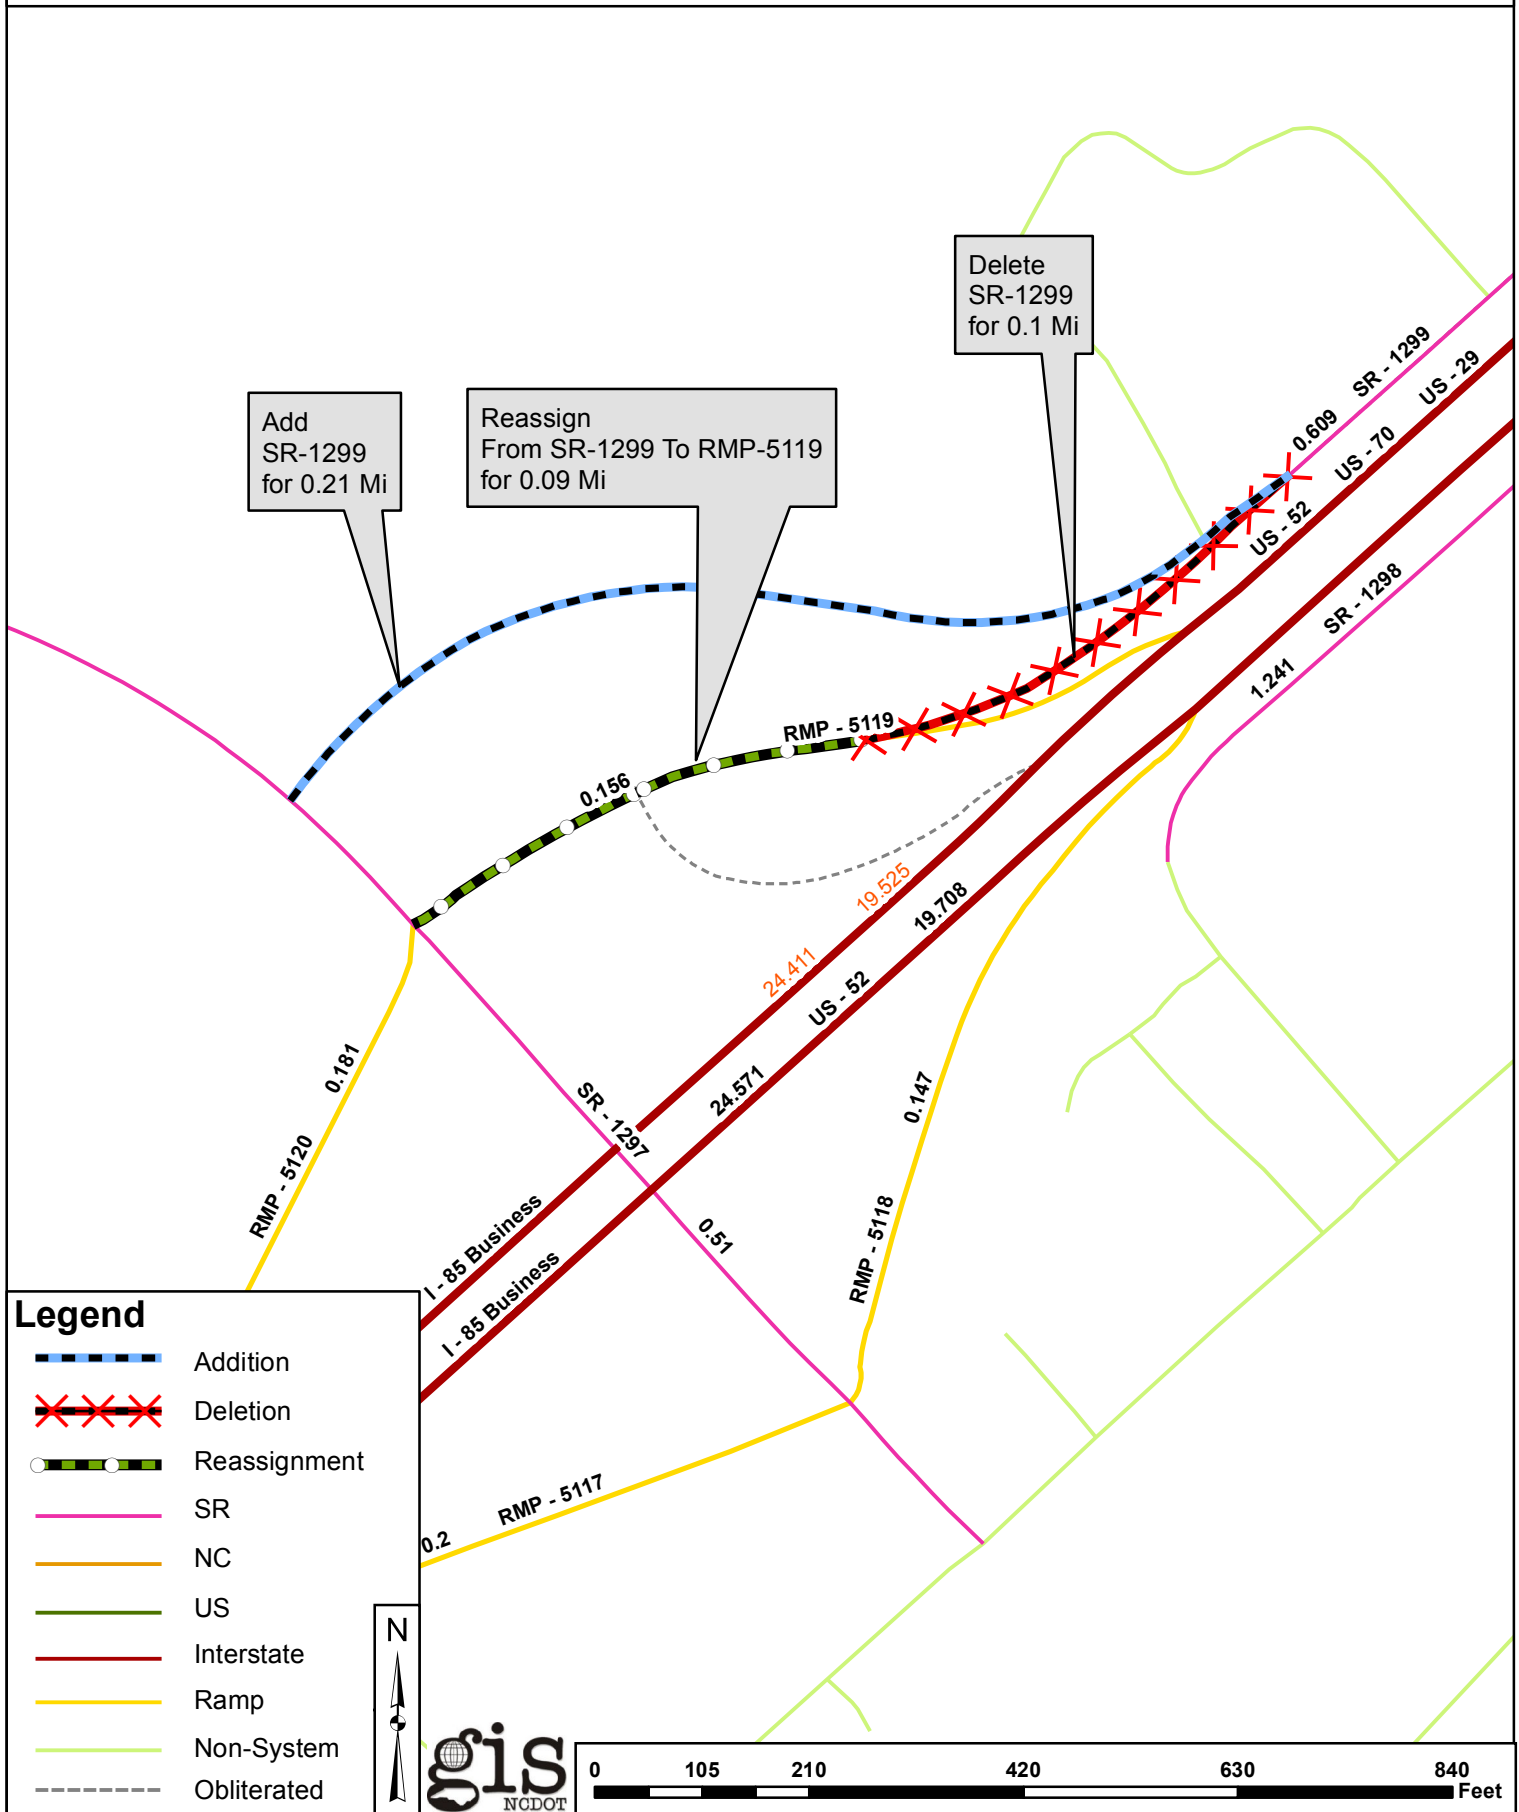 Delete
SR-1299
for 0.1 Mi
Add
SR-1299
for 0.21 Mi
Reassign
From SR-1299 To RMP-5119
for 0.09 Mi
SR - 1299
US - 29
0.609
US - 70
US - 52
SR - 1298
1.241
RMP - 5119
0.156
19.525
19.708
24.411
US - 52
24.571
0.181
0.147
SR - 1297
RMP - 5120
RMP - 5118
0.51
I - 85 Business
I - 85 Business
RMP - 5117
0.2
Legend
Addition
Deletion
Reassignment
SR
NC
US
Interstate
Ramp
Non-System
Obliterated
N
gis
NCDOT
0 105 210 420 630 840
Feet